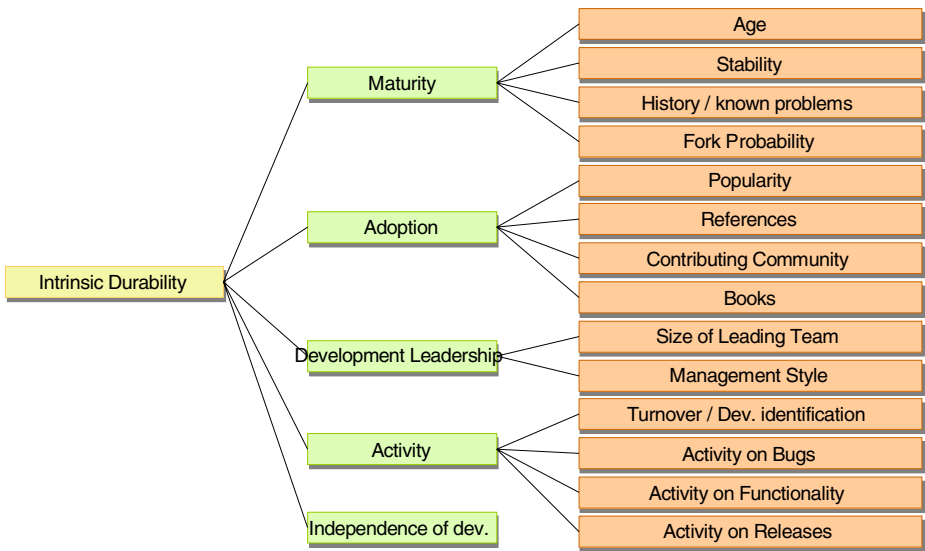 Intrinsic Durability
Maturity
Age
Stability
History / known problems
Fork Probability
Adoption
Popularity
References
Contributing Community
Books
Development Leadership
Size of Leading Team
Management Style
Activity
Turnover / Dev. identification
Activity on Bugs
Activity on Functionality
Activity on Releases
Independence of dev.